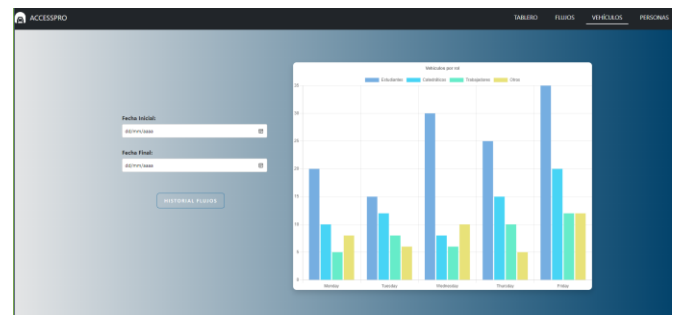 ACCESSPRO
TABLERO FLUJOS VEHÍCULOS PERSONAS
Fecha Inicial:
dd/mm/aaaa
Fecha Final:
dd/mm/aaaa
HISTORIAL FLUJOS
Vehículos por rol
Estudiantes Catedráticos Trabajadores Otros
35
30
25
20
15
10
5
0
Monday Tuesday Wednesday Thursday Friday